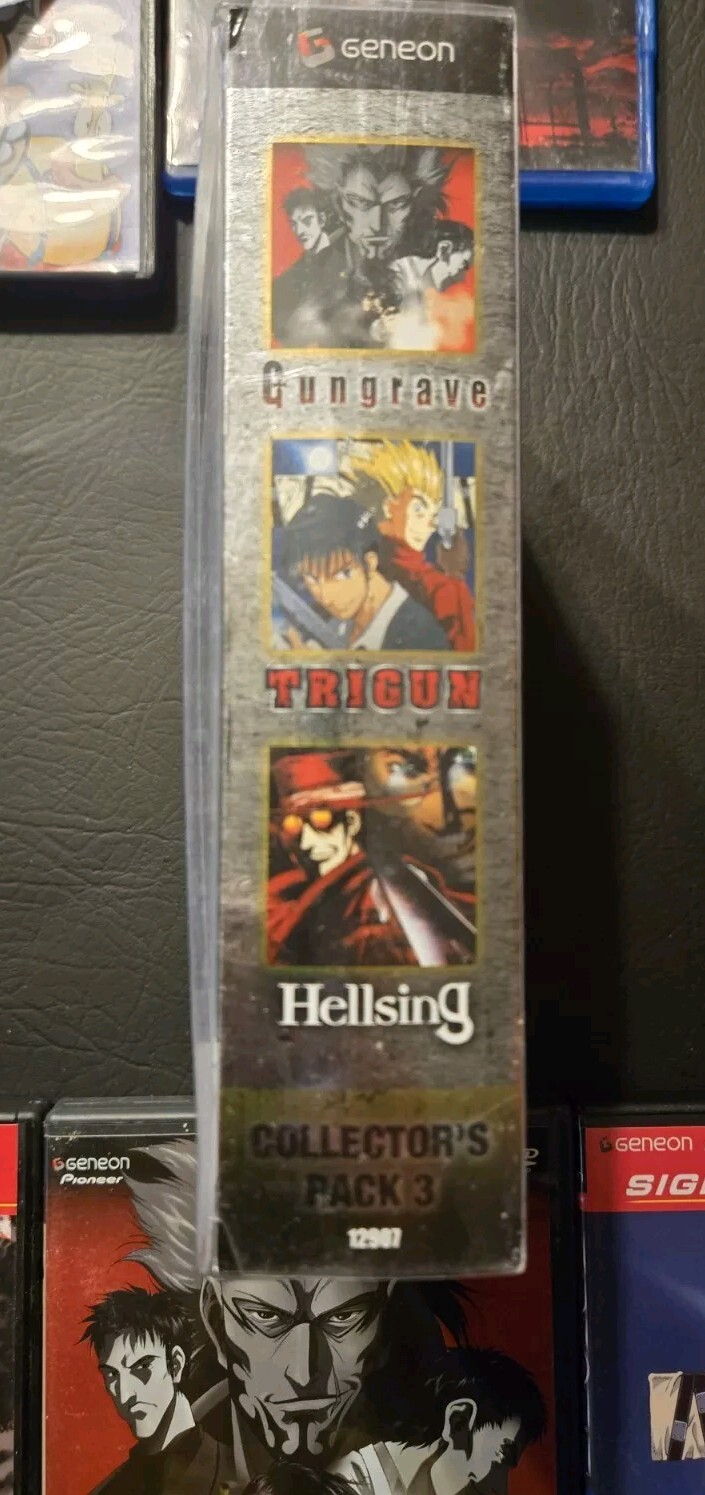 GENEON
Gungrave
TRIGUN
Hellsing
COLLECTOR'S
PACK 3
12907
GENEON
Pioneer
GENEON